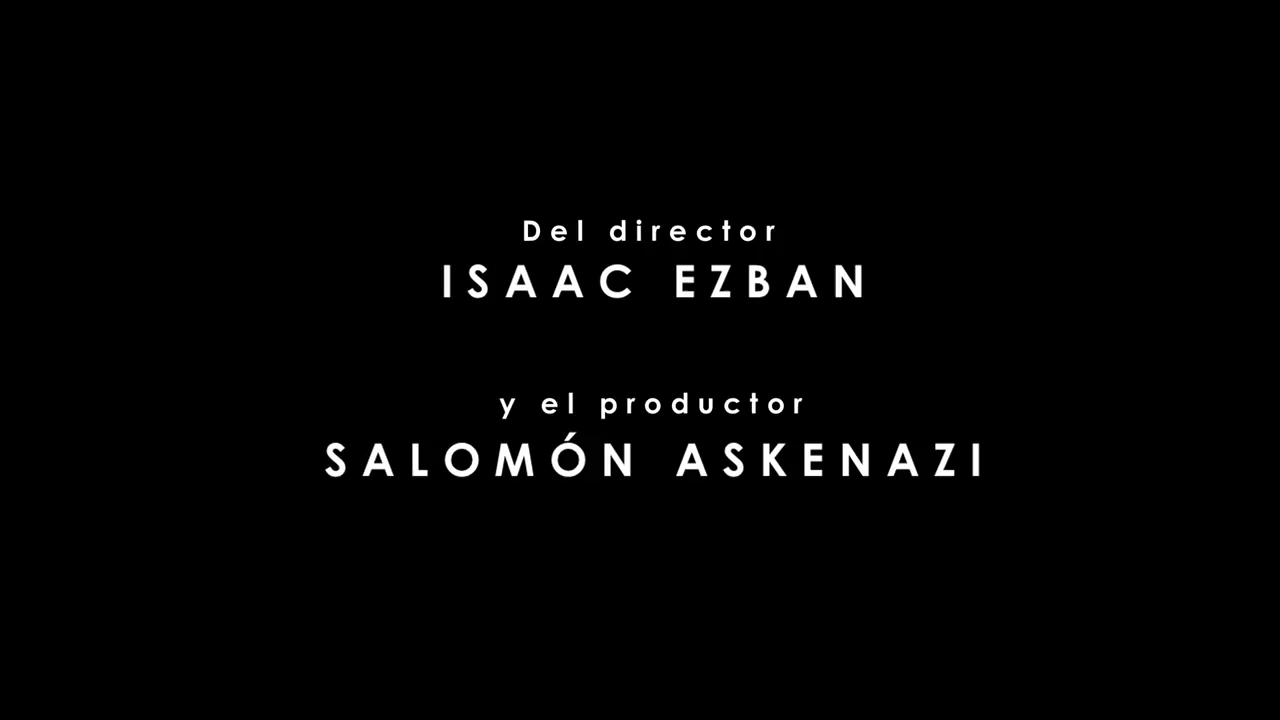 Del director
ISAAC EZBAN
y el productor
SALOMÓN ASKENAZI